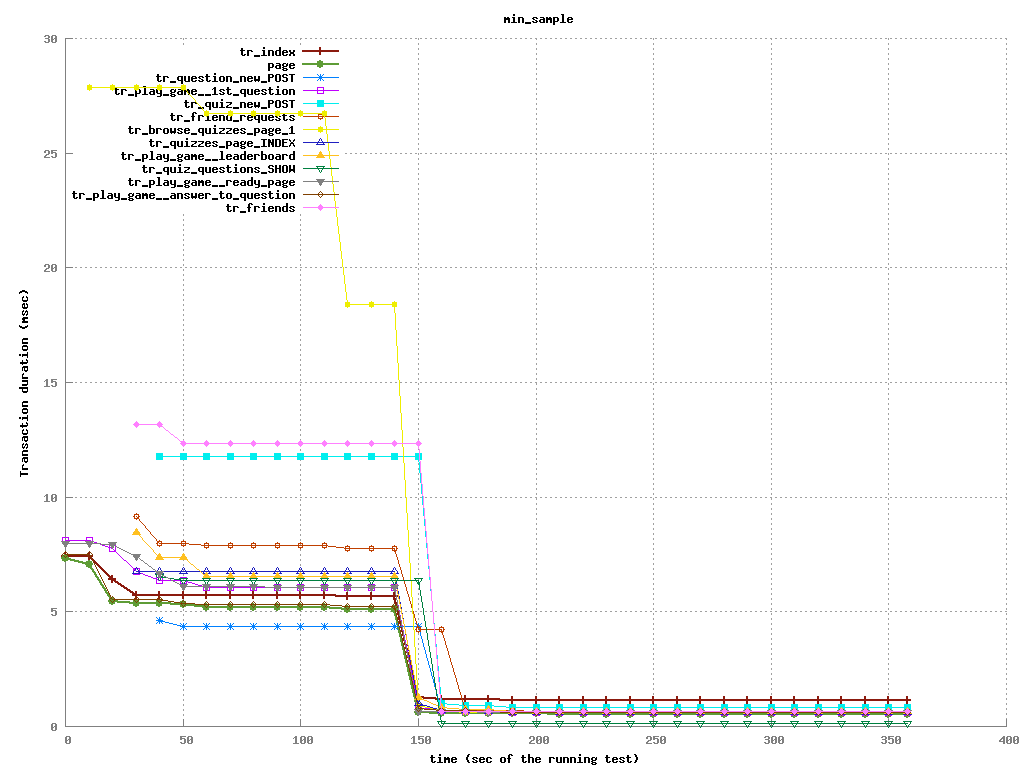 min_sample
30
25
20
15
10
5
0
Transaction duration (msec)
tr_index
page
tr_question_new_POST
tr_play_game__1st_question
tr_quiz_new_POST
tr_friend_requests
tr_browse_quizzes_page_1
tr_quizzes_page_INDEX
tr_play_game__leaderboard
tr_quiz_questions_SHOW
tr_play_game__ready_page
tr_play_game__answer_to_question
tr_friends
0 50 100 150 200 250 300 350 400
time (sec of the running test)